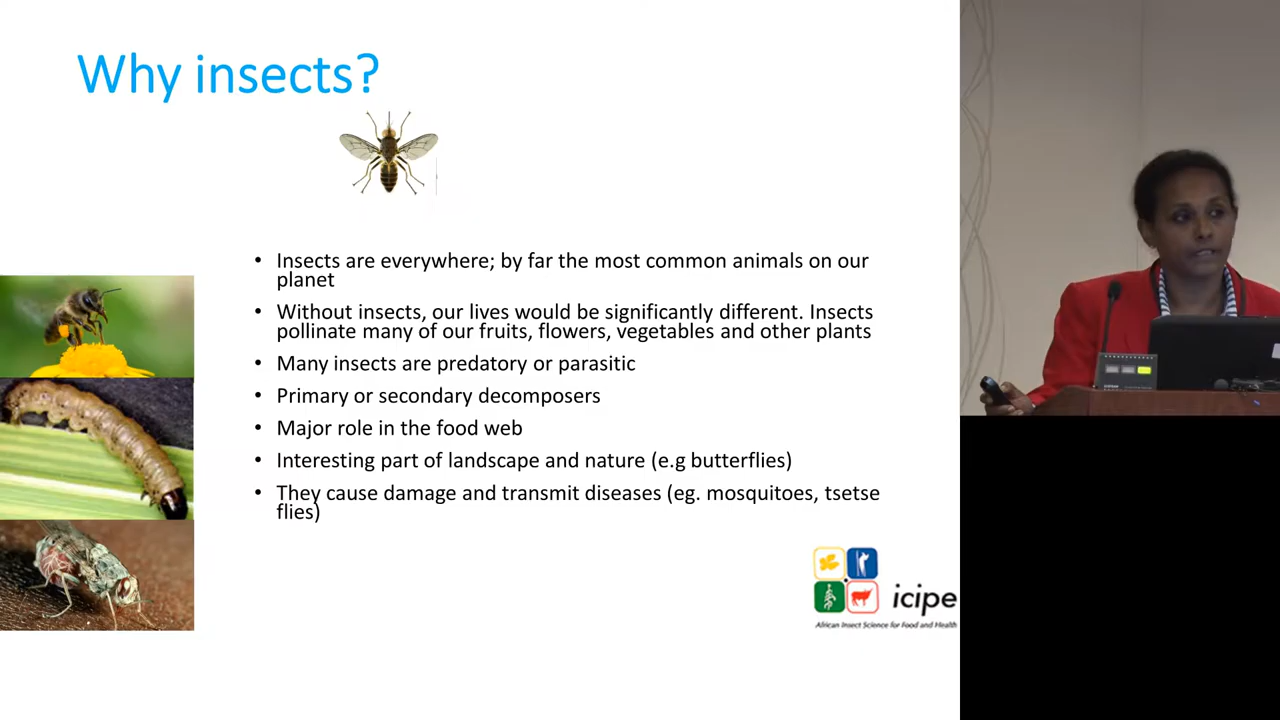 Why insects?
• Insects are everywhere; by far the most common animals on our
planet
• Without insects, our lives would be significantly different. Insects
pollinate many of our fruits, flowers, vegetables and other plants
• Many insects are predatory or parasitic
• Primary or secondary decomposers
• Major role in the food web
• Interesting part of landscape and nature (e.g butterflies)
• They cause damage and transmit diseases (eg. mosquitoes, tsetse
flies)
icipe
African Insect Science for Food and Health